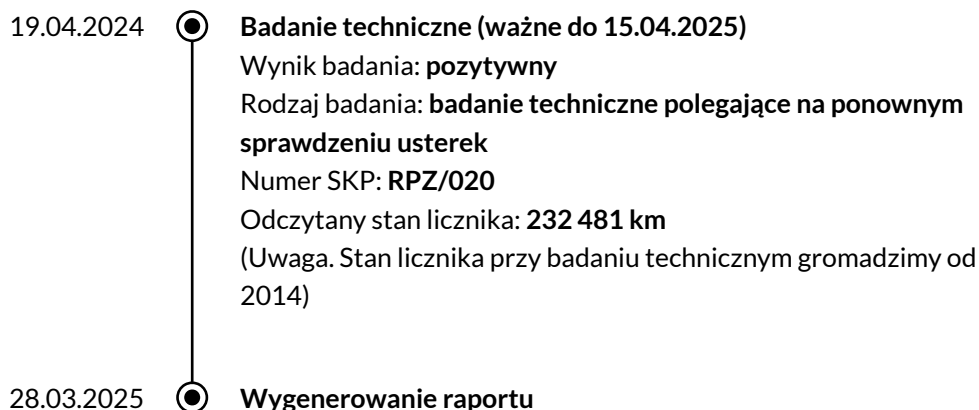 19.04.2024 Badanie techniczne (ważne do 15.04.2025)
Wynik badania: pozytywny
Rodzaj badania: badanie techniczne polegające na ponownym
sprawdzeniu usterek
Numer SKP: RPZ/020
Odczytany stan licznika: 232 481 km
(Uwaga. Stan licznika przy badaniu technicznym gromadzimy od
2014)
28.03.2025 Wygenerowanie raportu